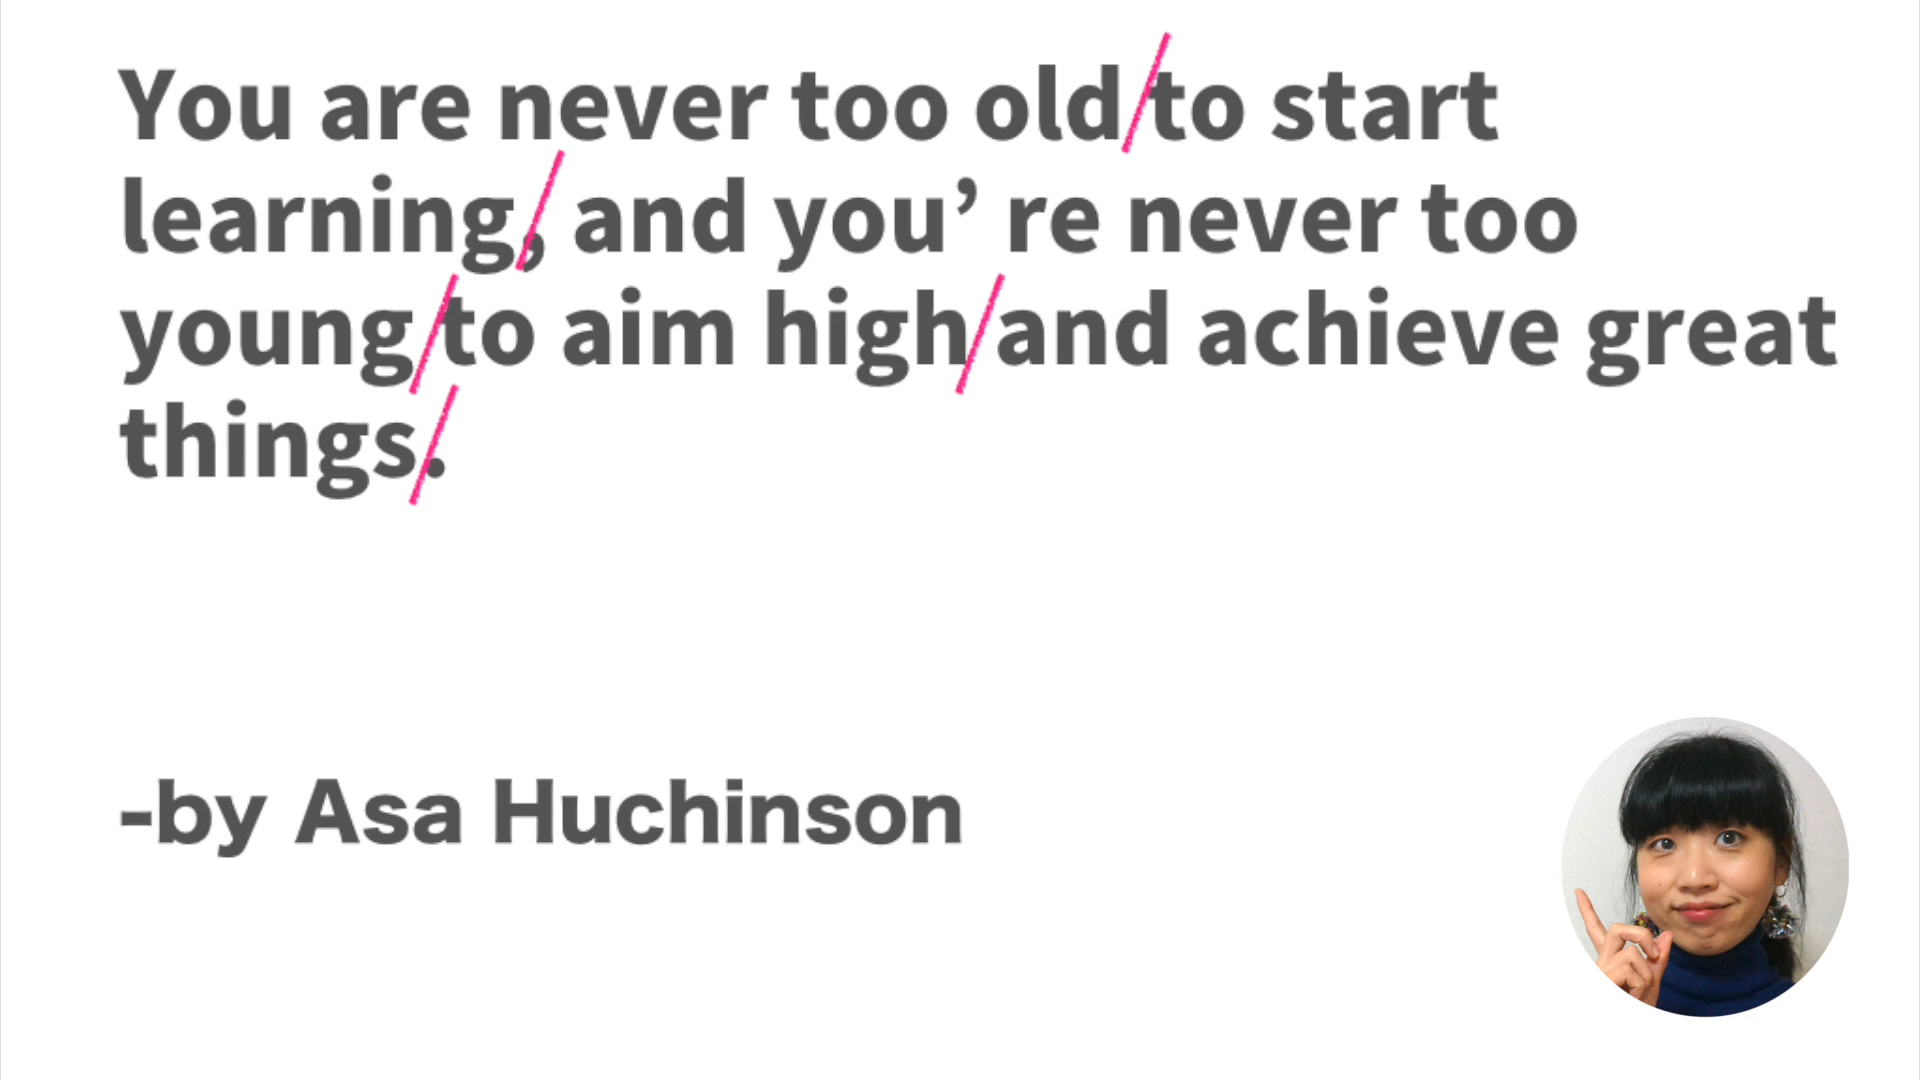 You are never too old/to start
learning,/ and you’ re never too
young/to aim high/and achieve great
things/.
-by Asa Huchinson